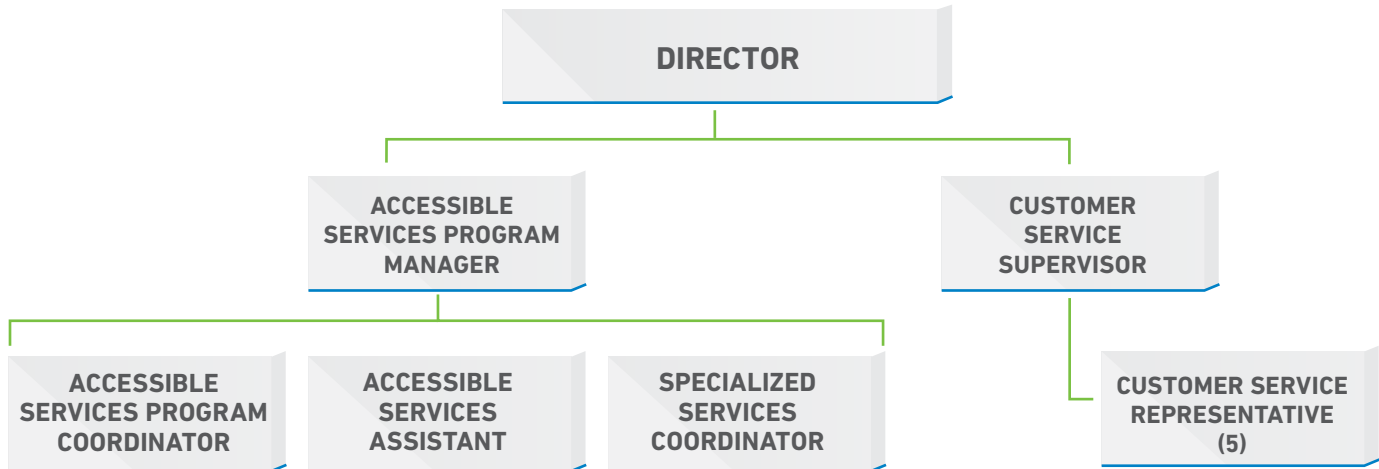 DIRECTOR
ACCESSIBLE
SERVICES PROGRAM
MANAGER
CUSTOMER
SERVICE
SUPERVISOR
ACCESSIBLE
SERVICES PROGRAM
COORDINATOR
ACCESSIBLE
SERVICES
ASSISTANT
SPECIALIZED
SERVICES
COORDINATOR
CUSTOMER SERVICE
REPRESENTATIVE
(5)